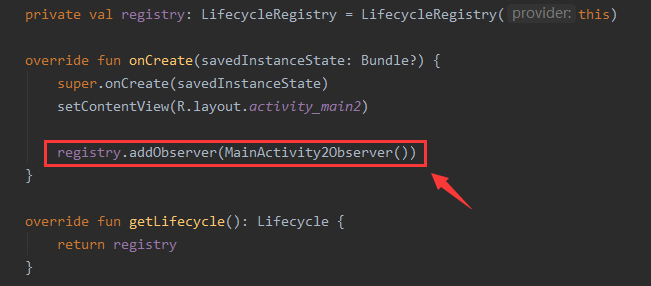 private val registry: LifecycleRegistry = LifecycleRegistry( provider: this)
override fun onCreate(savedInstanceState: Bundle?) {
super.onCreate(savedInstanceState)
setContentView(R.layout.activity_main2)
registry.addObserver(MainActivity2Observer())
}
override fun getLifecycle(): Lifecycle {
return registry
}